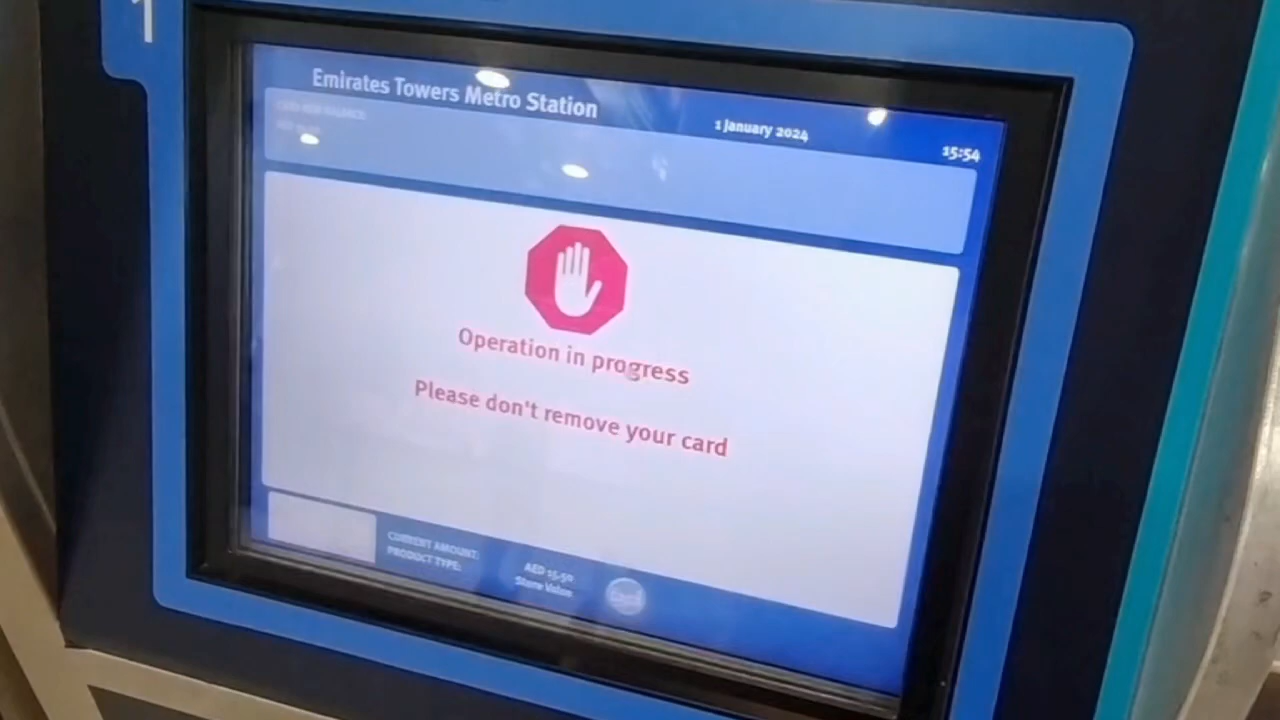 1
Emirates Towers Metro Station
1 January 2024
15:54
Operation in progress
Please don't remove your card
CURRENT AMOUNT:
AED 15.50
PRODUCT TYPE:
Store Value